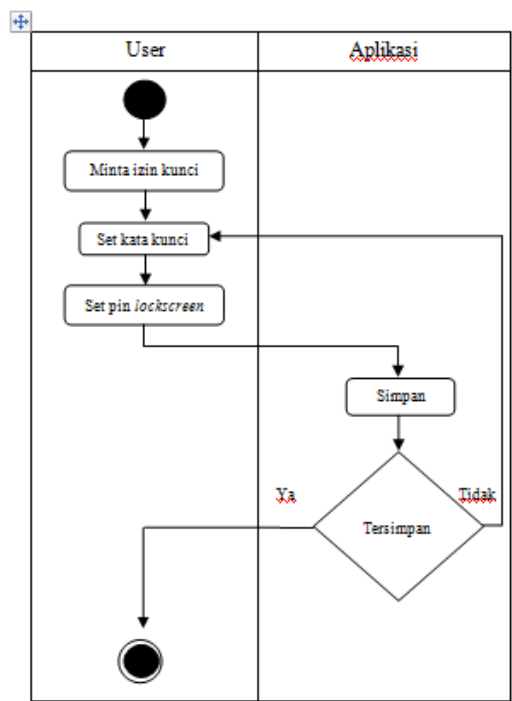 User
Aplikasi
Minta izin kunci
Set kata kunci
Set pin lockscreen
Simpan
Ya
Tidak
Tersimpan